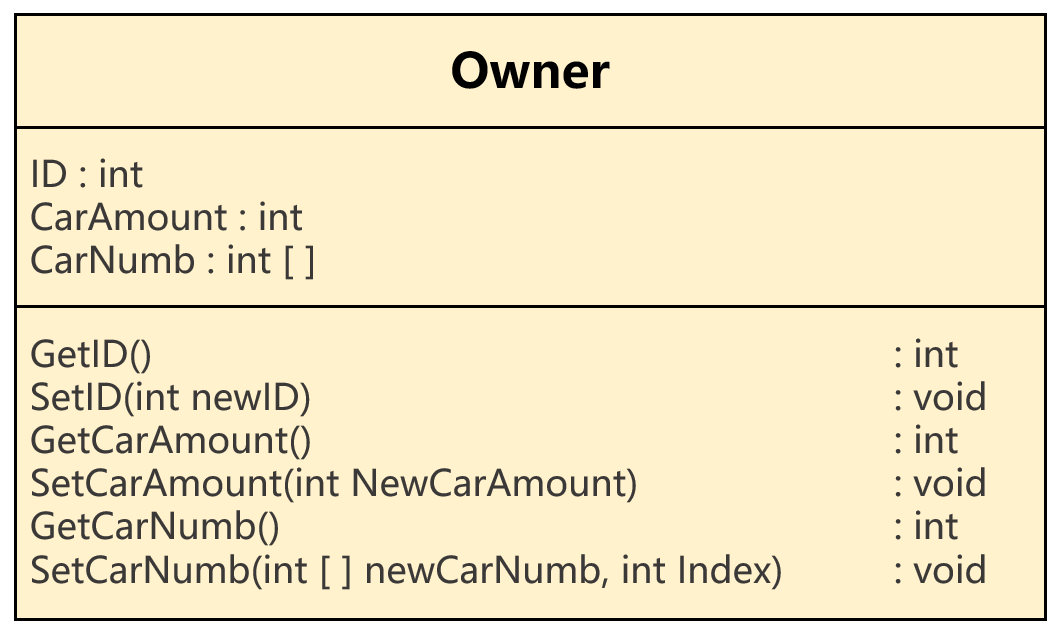 Owner
ID : int
CarAmount : int
CarNumb : int [ ]
GetID() : int
SetID(int newID) : void
GetCarAmount() : int
SetCarAmount(int NewCarAmount) : void
GetCarNumb() : int
SetCarNumb(int [ ] newCarNumb, int Index) : void